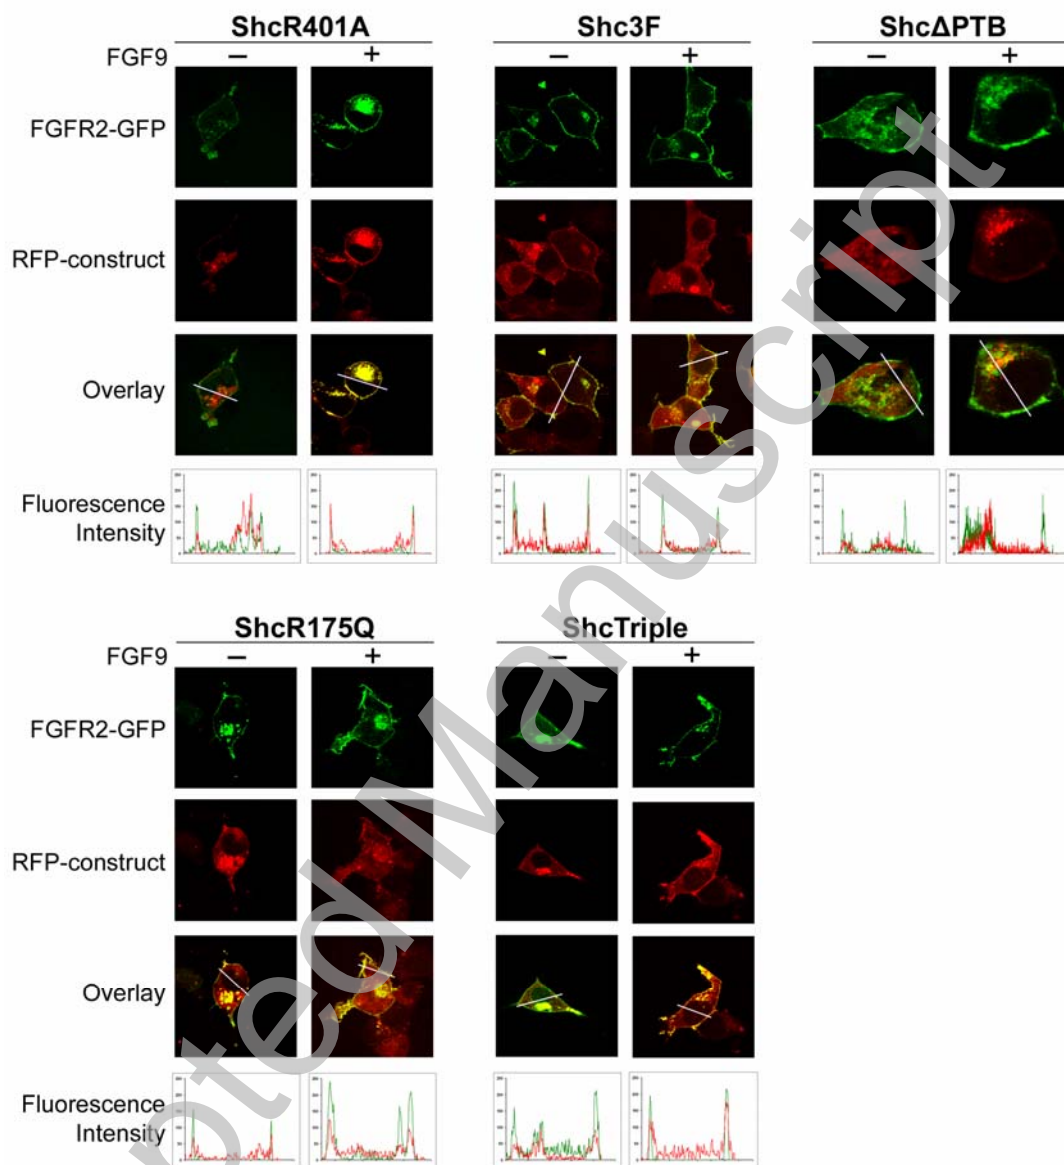 ShcR401A Shc3F ShcΔPTB
FGF9 − + − + − +
FGFR2-GFP
RFP-construct
Overlay
Fluorescence
Intensity
ShcR175Q ShcTriple
FGF9 − + − +
FGFR2-GFP
RFP-construct
Overlay
Fluorescence
Intensity
pted Manuscript